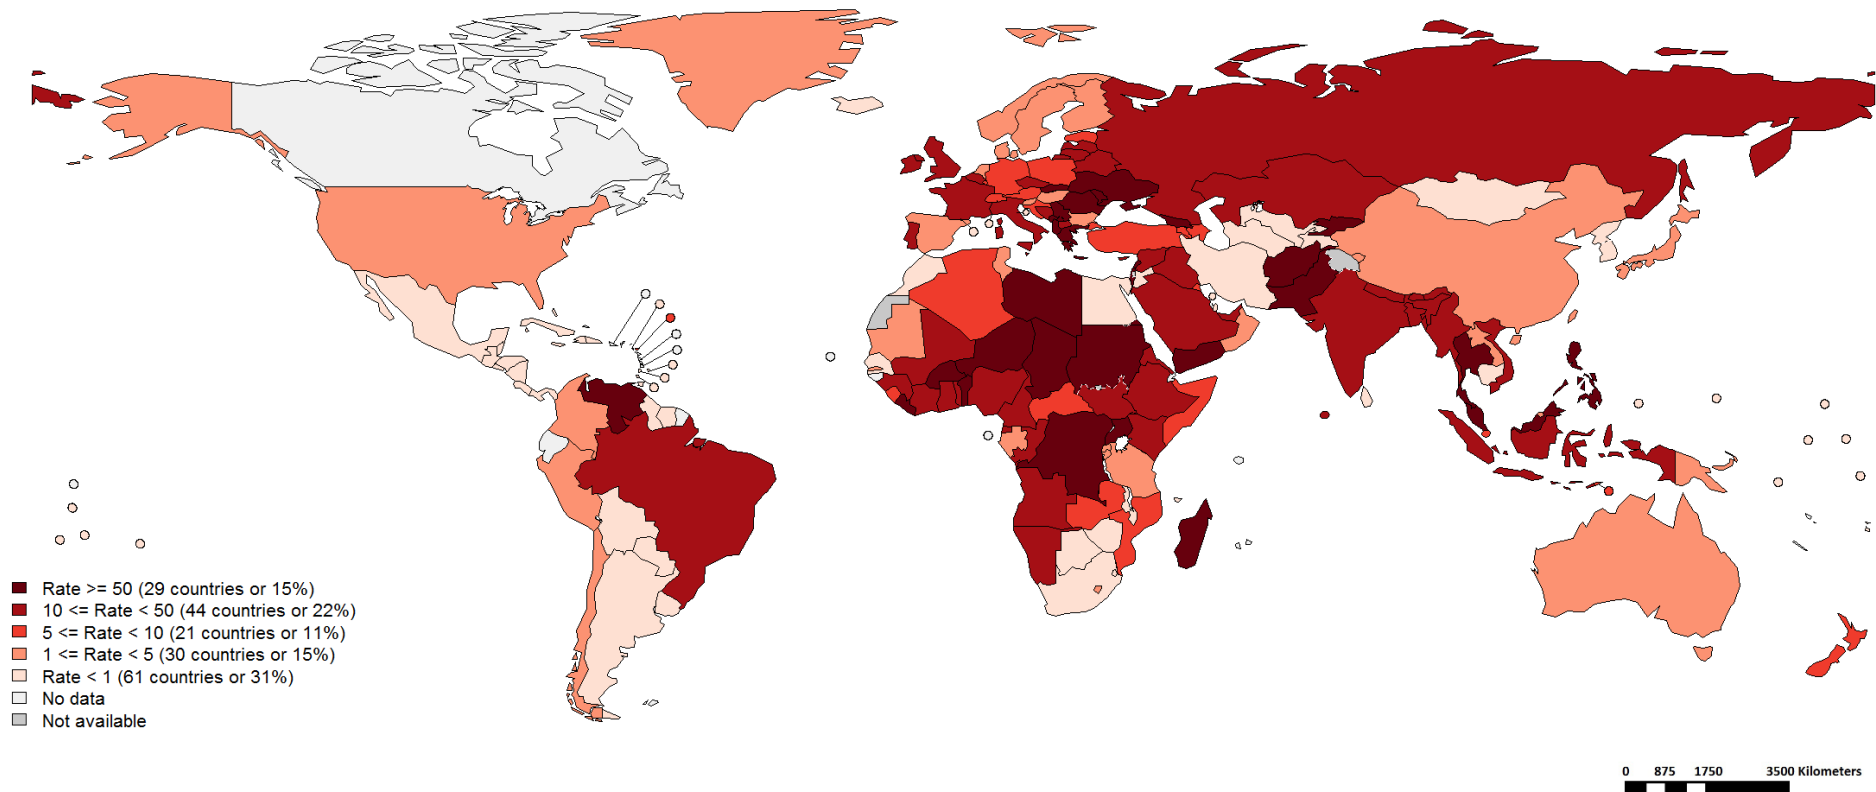 Rate >= 50 (29 countries or 15%)
10 <= Rate < 50 (44 countries or 22%)
5 <= Rate < 10 (21 countries or 11%)
1 <= Rate < 5 (30 countries or 15%)
Rate < 1 (61 countries or 31%)
No data
Not available
0 875 1750 3500 Kilometers